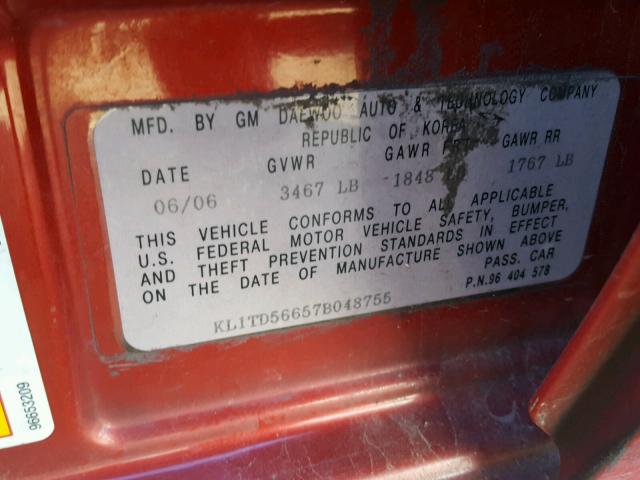 MFD. BY GM DAEWOO AUTO & TECHNOLOGY COMPANY
REPUBLIC OF KOREA
DATE GVWR GAWR FRT GAWR RR
06/06 3467 LB 1848 LB 1767 LB
THIS VEHICLE CONFORMS TO ALL APPLICABLE
U.S. FEDERAL MOTOR VEHICLE SAFETY, BUMPER,
AND THEFT PREVENTION STANDARDS IN EFFECT
ON THE DATE OF MANUFACTURE SHOWN ABOVE
PASS. CAR
P.N.96 404 578
KL1TD56657B048755
96653209